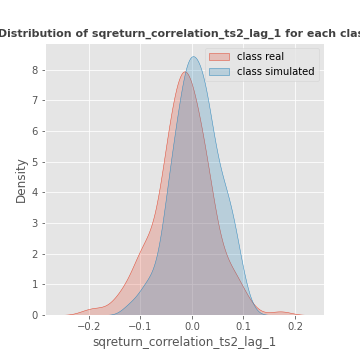 Distribution of sqreturn_correlation_ts2_lag_1 for each clas
class real
class simulated
8
7
6
5
4
3
2
1
0
Density
−0.2
−0.1
0.0
0.1
0.2
sqreturn_correlation_ts2_lag_1